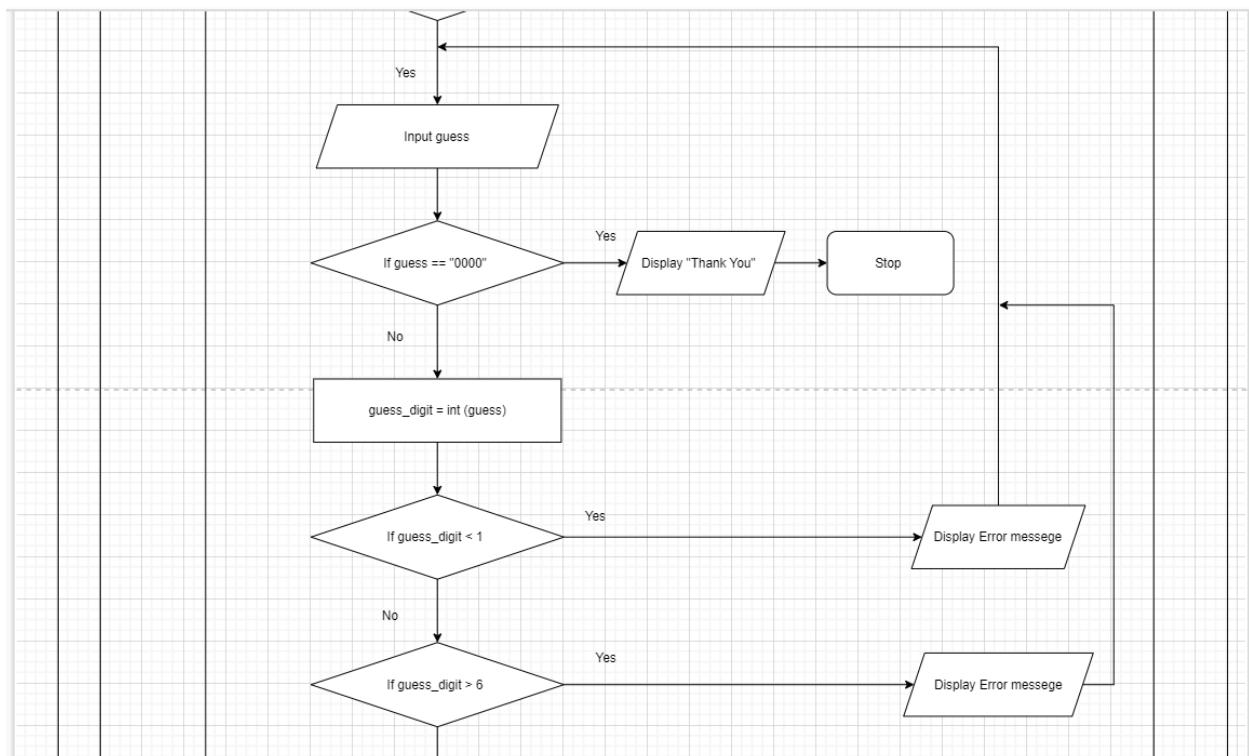 Yes
Input guess
If guess == "0000"
Yes
Display "Thank You"
Stop
No
guess_digit = int (guess)
If guess_digit < 1
Yes
Display Error messege
No
If guess_digit > 6
Yes
Display Error messege